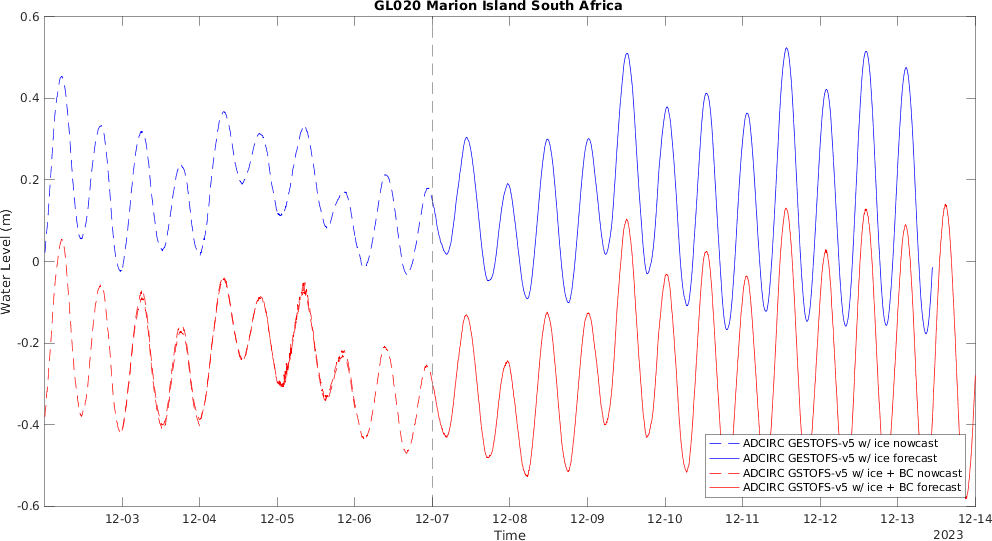 GL020 Marion Island South Africa
Water Level (m)
0.6
0.4
0.2
0
-0.2
-0.4
-0.6
ADCIRC GESTOFS-v5 w/ ice nowcast
ADCIRC GESTOFS-v5 w/ ice forecast
ADCIRC GSTOFS-v5 w/ ice + BC nowcast
ADCIRC GSTOFS-v5 w/ ice + BC forecast
12-03 12-04 12-05 12-06 12-07 12-08 12-09 12-10 12-11 12-12 12-13 12-14
Time
2023